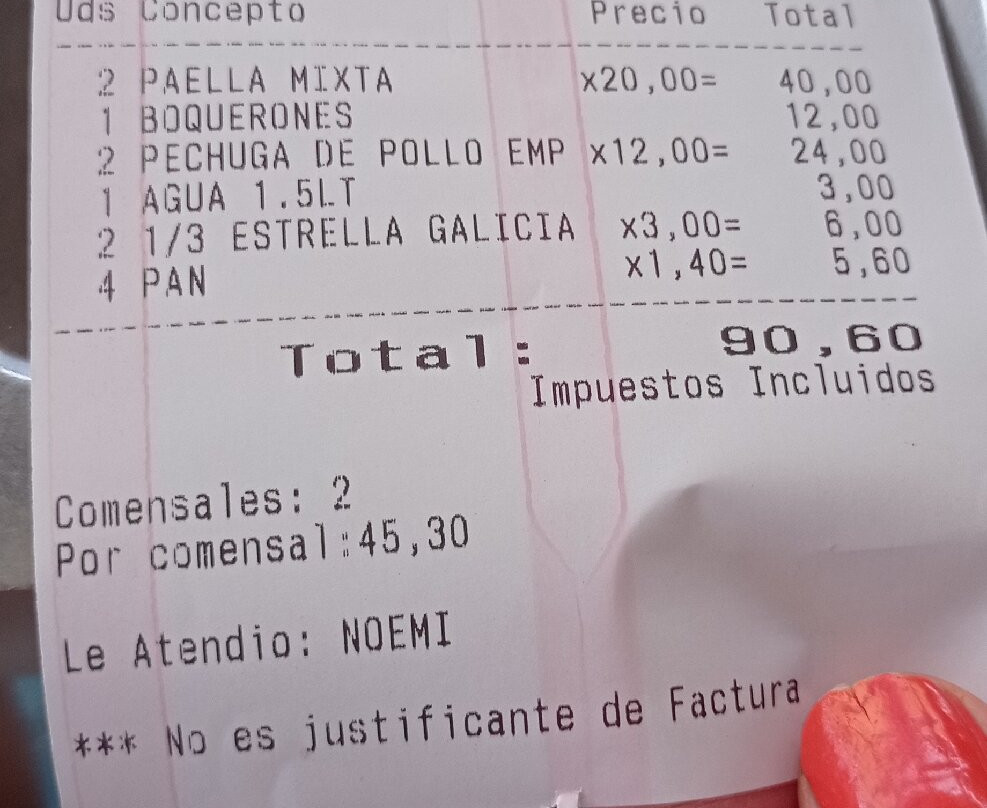 Uds Concepto Precio Total
2 PAELLA MIXTA x20,00= 40,00
1 BOQUERONES 12,00
2 PECHUGA DE POLLO EMP x12,00= 24,00
1 AGUA 1.5LT 3,00
2 1/3 ESTRELLA GALICIA x3,00= 6,00
4 PAN x1,40= 5,60
Total: 90,60
Impuestos Incluidos
Comensales: 2
Por comensal:45,30
Le Atendio: NOEMI
*** No es justificante de Factura